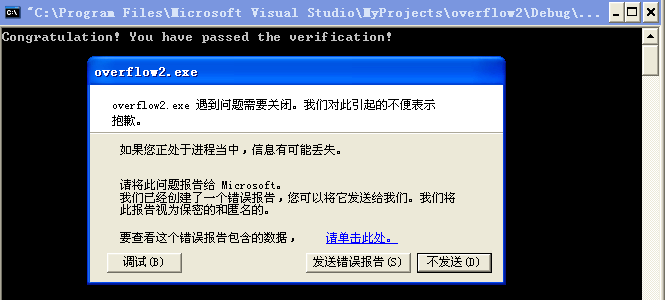 "C:\Program Files\Microsoft Visual Studio\MyProjects\overflow2\Debug\...
Congratulation! You have passed the verification!
overflow2.exe
overflow2.exe 遇到问题需要关闭。我们对此引起的不便表示
抱歉。
如果您正处于进程当中，信息有可能丢失。
请将此问题报告给 Microsoft。
我们已经创建了一个错误报告，您可以将它发送给我们。我们将
此报告视为保密的和匿名的。
要查看这个错误报告包含的数据， 请单击此处。
调试(B) 发送错误报告(S) 不发送(D)